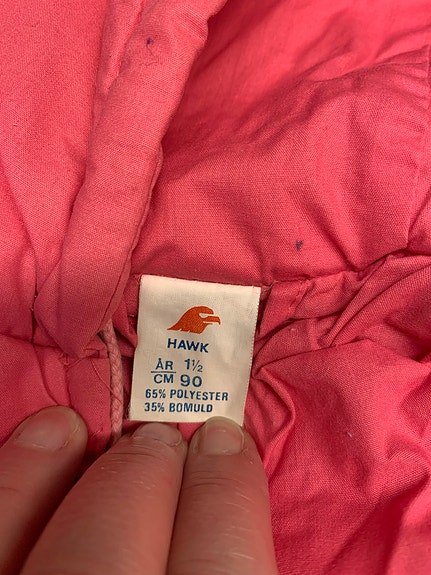 HAWK
ÅR 1½
CM 90
65% POLYESTER
35% BOMULD